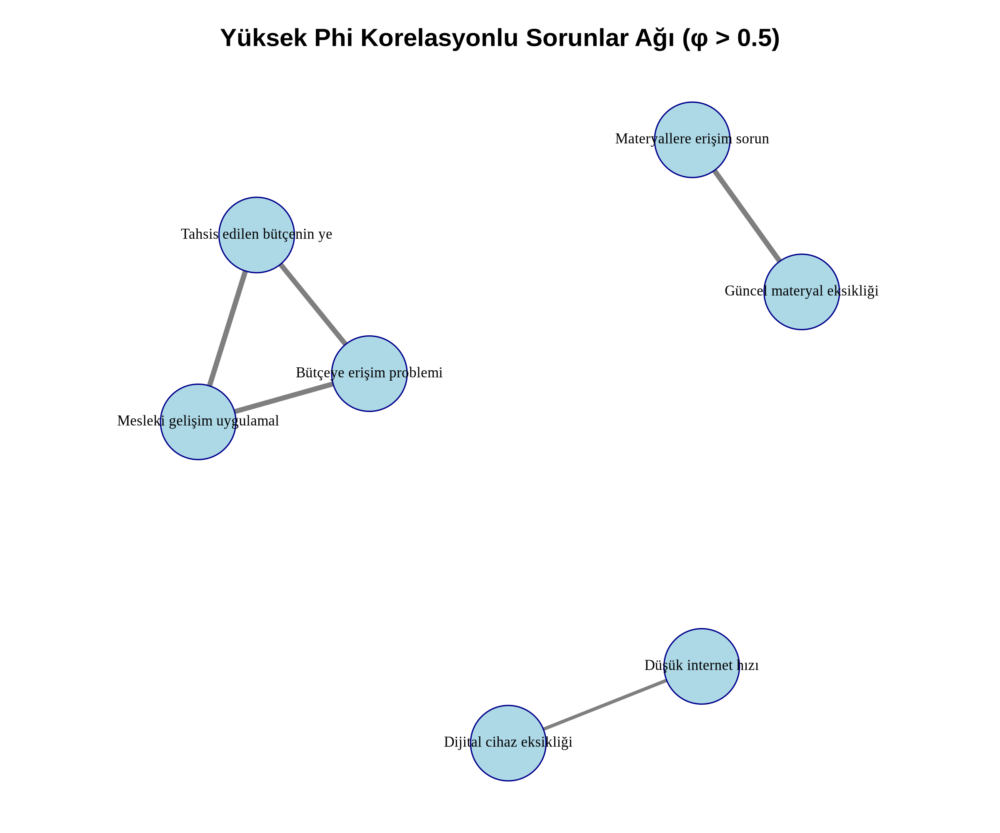 Yüksek Phi Korelasyonlu Sorunlar Ağı (φ > 0.5)
Materyallere erişim sorun
Tahsis edilen bütçenin ye
Güncel materyal eksikliği
Bütçeye erişim problemi
Mesleki gelişim uygulamal
Düşük internet hızı
Dijital cihaz eksikliği